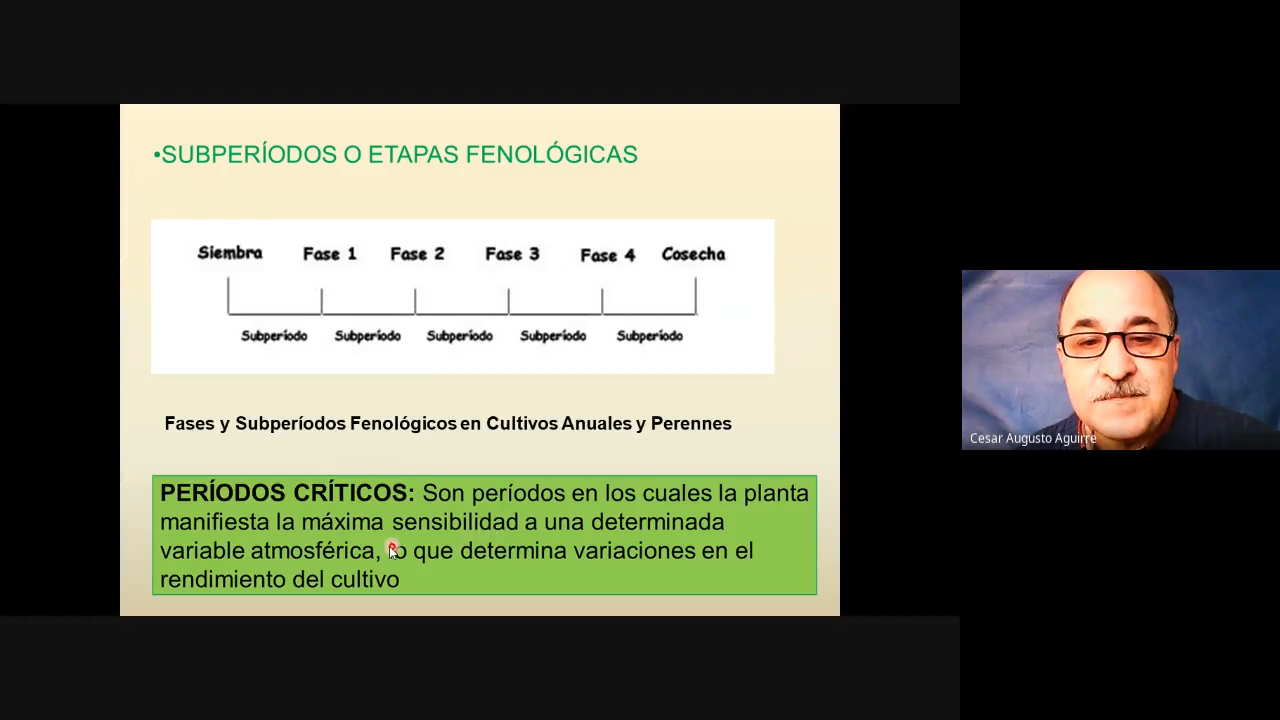 •SUBPERÍODOS O ETAPAS FENOLÓGICAS
Siembra Fase 1 Fase 2 Fase 3 Fase 4 Cosecha
Subperíodo Subperíodo Subperíodo Subperíodo Subperíodo
Fases y Subperíodos Fenológicos en Cultivos Anuales y Perennes
PERÍODOS CRÍTICOS: Son períodos en los cuales la planta
manifiesta la máxima sensibilidad a una determinada
variable atmosférica, lo que determina variaciones en el
rendimiento del cultivo
Cesar Augusto Aguirre